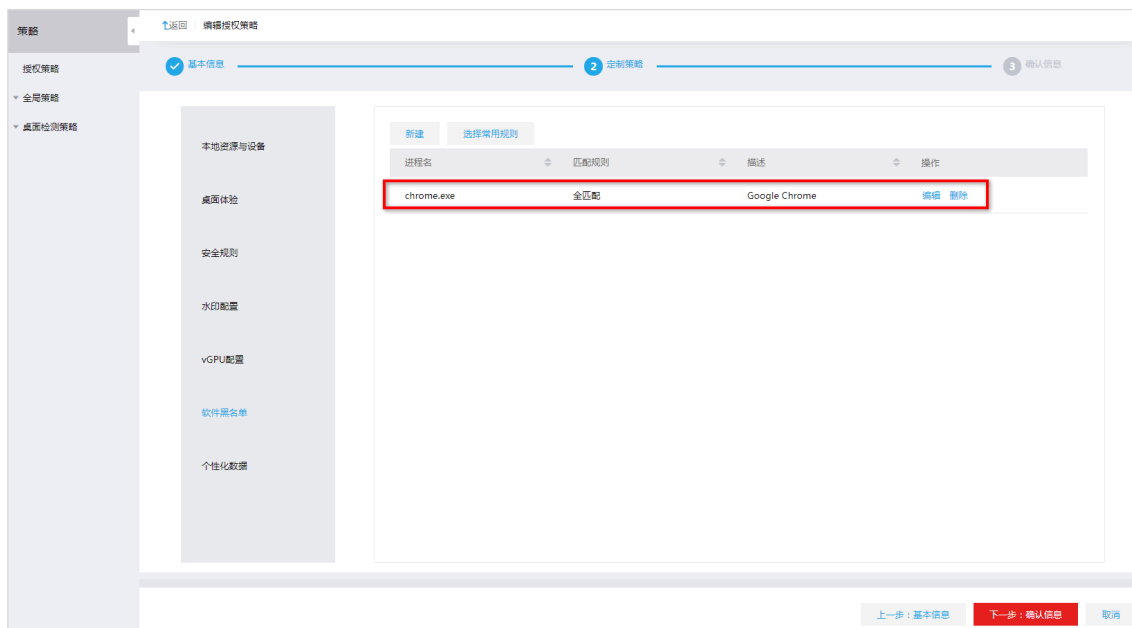 策略
返回 编辑授权策略
授权策略
全局策略
桌面检测策略
基本信息
2 定制策略
3 确认信息
本地资源与设备
桌面体验
安全规则
水印配置
vGPU配置
软件黑名单
个性化数据
新建 选择常用规则
进程名 匹配规则 描述 操作
chrome.exe 全匹配 Google Chrome 编辑 删除
上一步：基本信息 下一步：确认信息 取消